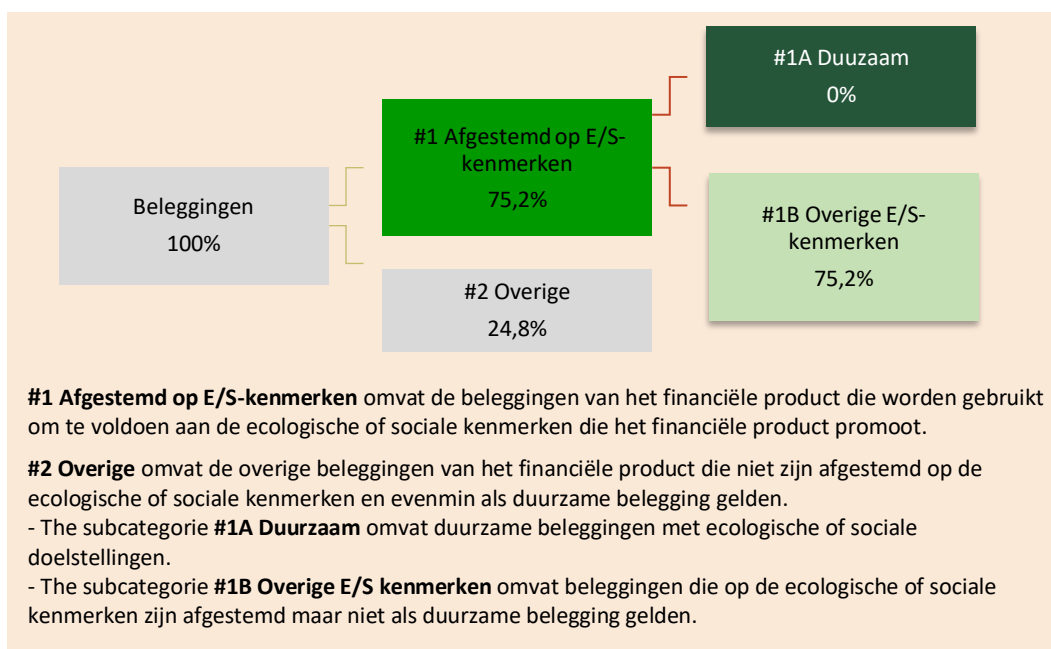 #1A Duuzaam
0%
#1 Afgestemd op E/S-
kenmerken
75,2%
Beleggingen
100%
#1B Overige E/S-
kenmerken
75,2%
#2 Overige
24,8%
#1 Afgestemd op E/S-kenmerken omvat de beleggingen van het financiële product die worden gebruikt
om te voldoen aan de ecologische of sociale kenmerken die het financiële product promoot.
#2 Overige omvat de overige beleggingen van het financiële product die niet zijn afgestemd op de
ecologische of sociale kenmerken en evenmin als duurzame belegging gelden.
- The subcategorie #1A Duurzaam omvat duurzame beleggingen met ecologische of sociale
doelstellingen.
- The subcategorie #1B Overige E/S kenmerken omvat beleggingen die op de ecologische of sociale
kenmerken zijn afgestemd maar niet als duurzame belegging gelden.